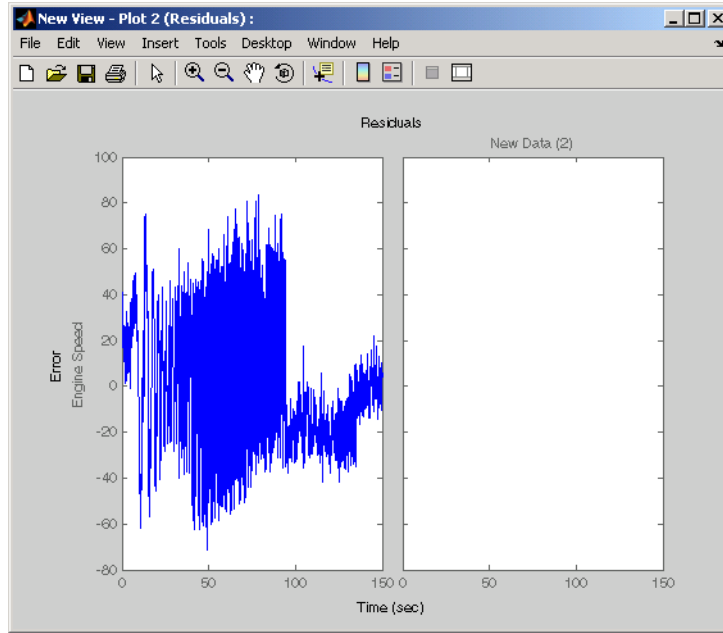 New View - Plot 2 (Residuals) :
File Edit View Insert Tools Desktop Window Help
Residuals
New Data (2)
Error
Engine Speed
100
80
60
40
20
0
-20
-40
-60
-80
0 50 100 150 0 50 100 150
Time (sec)